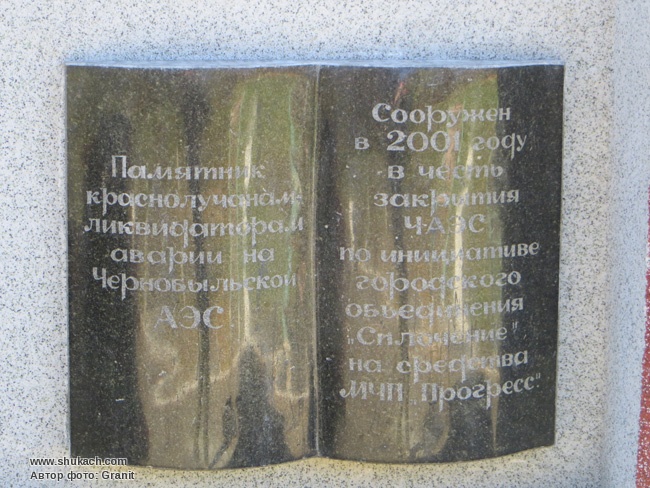 Памятник
краснолучанам-
ликвидаторам
аварии на
Чернобыльской
АЭС
Сооружен
в 2001 году
в честь
закрытия
ЧАЭС
по инициативе
городского
объединения
„Сплочение"
на средства
МЧП „Прогресс"
www.shukach.com
Автор фото: Granit